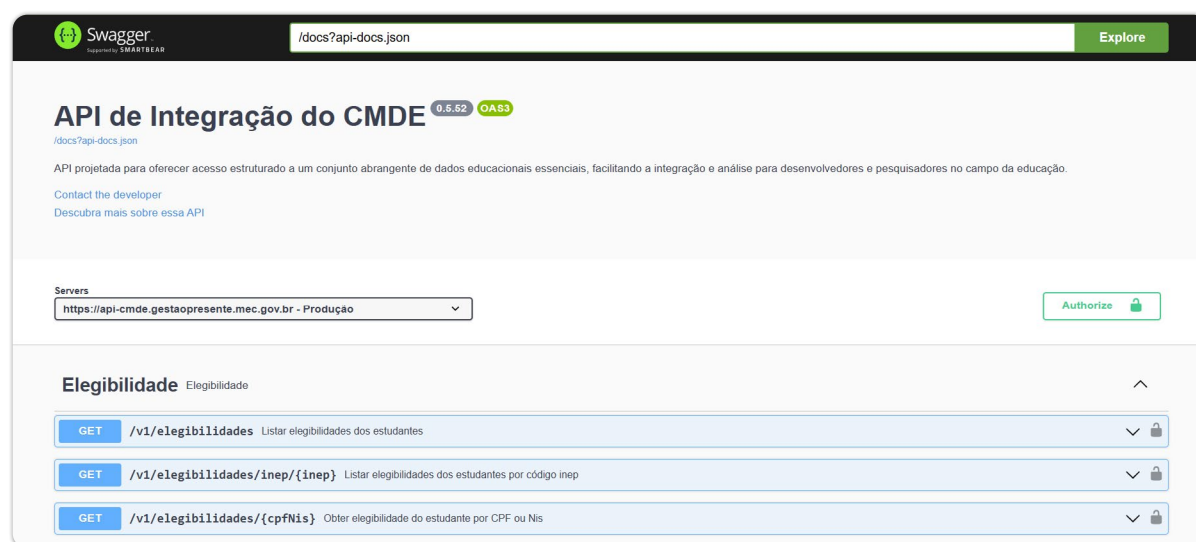 Swagger.
Supported by SMARTBEAR
/docs?api-docs.json
Explore
API de Integração do CMDE 0.5.52 OAS3
/docs?api-docs.json
API projetada para oferecer acesso estruturado a um conjunto abrangente de dados educacionais essenciais, facilitando a integração e análise para desenvolvedores e pesquisadores no campo da educação.
Contact the developer
Descubra mais sobre essa API
Servers
https://api-cmde.gestaopresente.mec.gov.br - Produção
Authorize
Elegibilidade Elegibilidade
GET /v1/elegibilidades Listar elegibilidades dos estudantes
GET /v1/elegibilidades/inep/{inep} Listar elegibilidades dos estudantes por código inep
GET /v1/elegibilidades/{cpfNis} Obter elegibilidade do estudante por CPF ou Nis